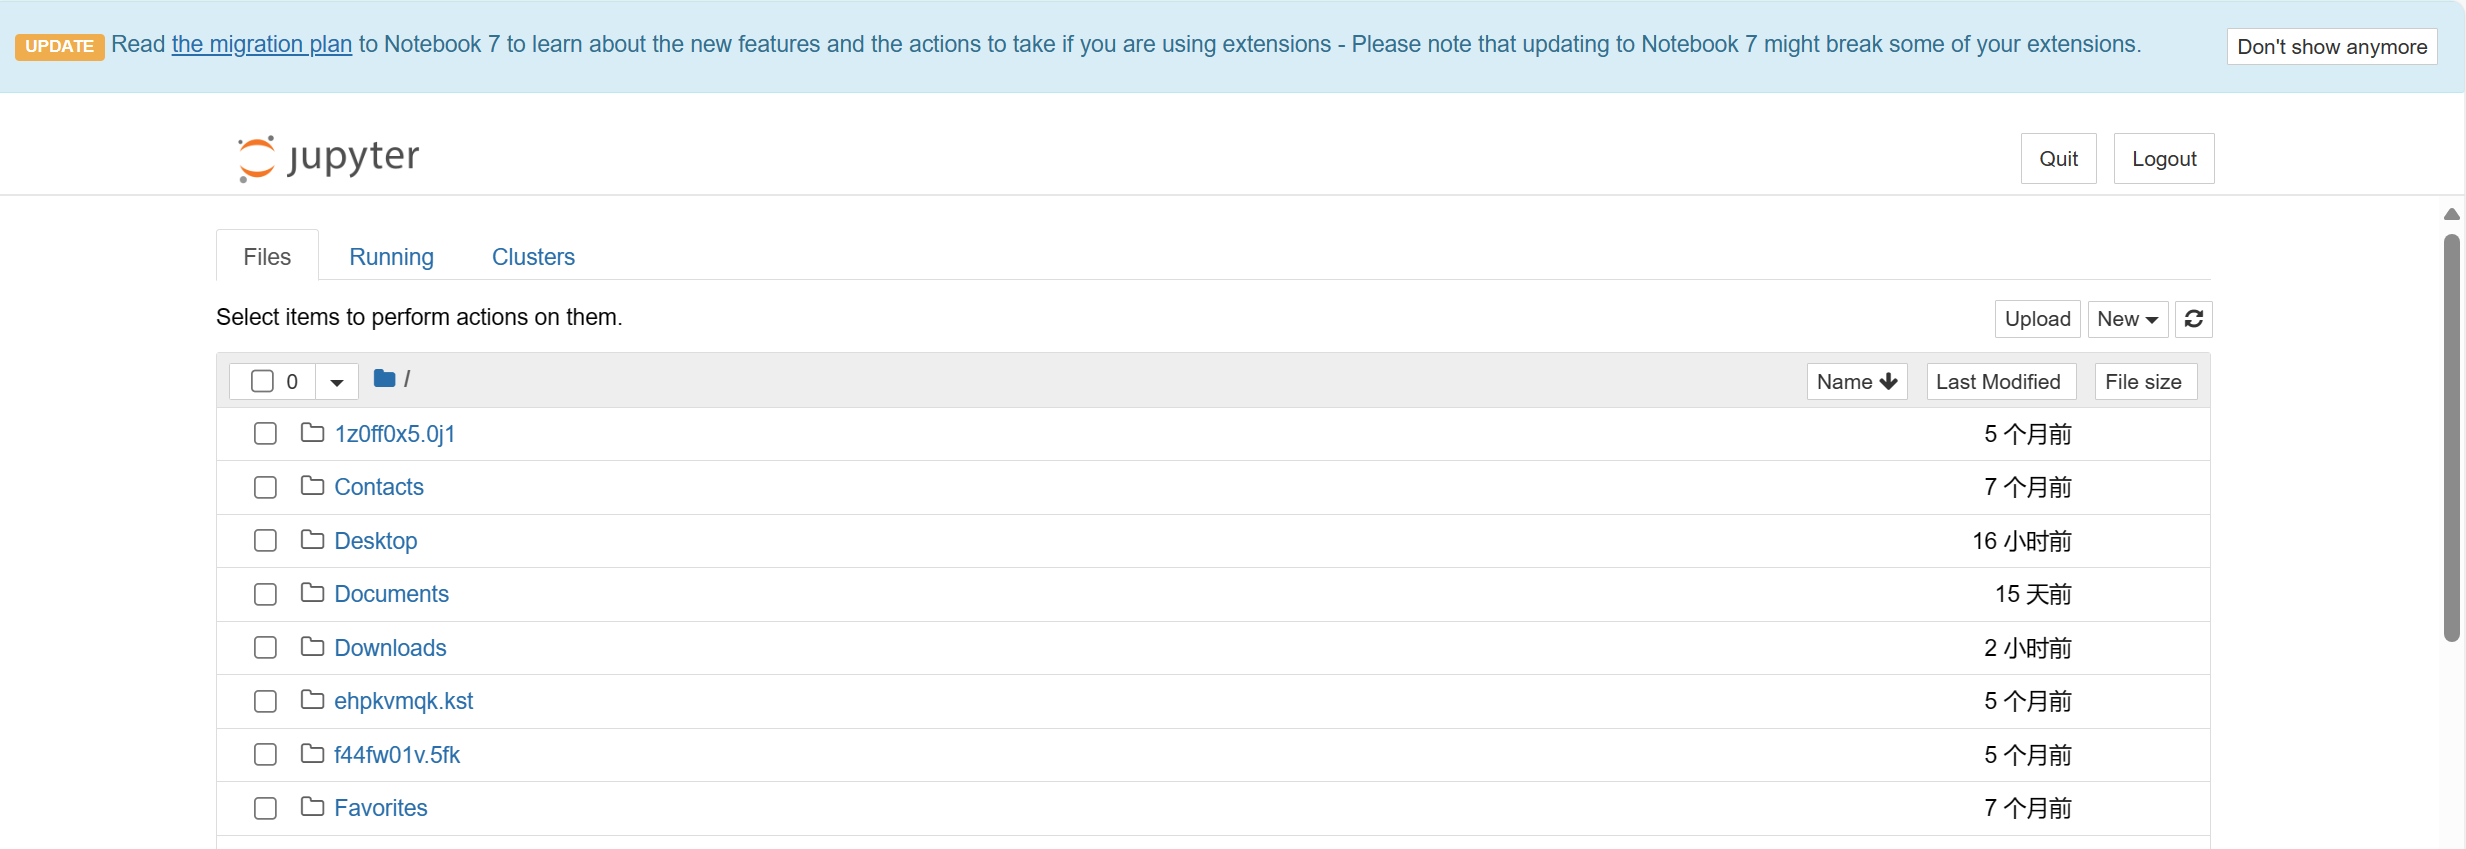 UPDATE Read the migration plan to Notebook 7 to learn about the new features and the actions to take if you are using extensions - Please note that updating to Notebook 7 might break some of your extensions. Don't show anymore
jupyter Quit Logout
Files Running Clusters
Select items to perform actions on them. Upload New
0 / Name Last Modified File size
1z0ff0x5.0j1 5 个月前
Contacts 7 个月前
Desktop 16 小时前
Documents 15 天前
Downloads 2 小时前
ehpkvmqk.kst 5 个月前
f44fw01v.5fk 5 个月前
Favorites 7 个月前